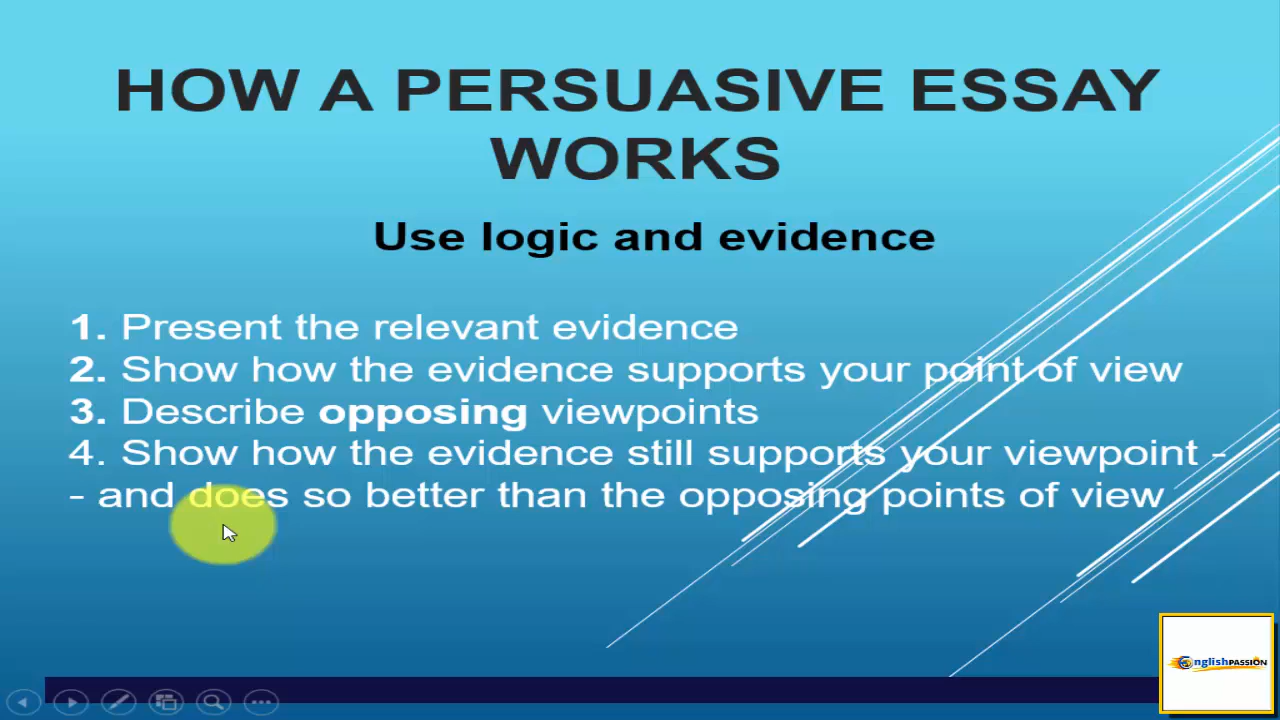 HOW A PERSUASIVE ESSAY
WORKS
Use logic and evidence
1. Present the relevant evidence
2. Show how the evidence supports your point of view
3. Describe opposing viewpoints
4. Show how the evidence still supports your viewpoint -
- and does so better than the opposing points of view
EnglishPASSION